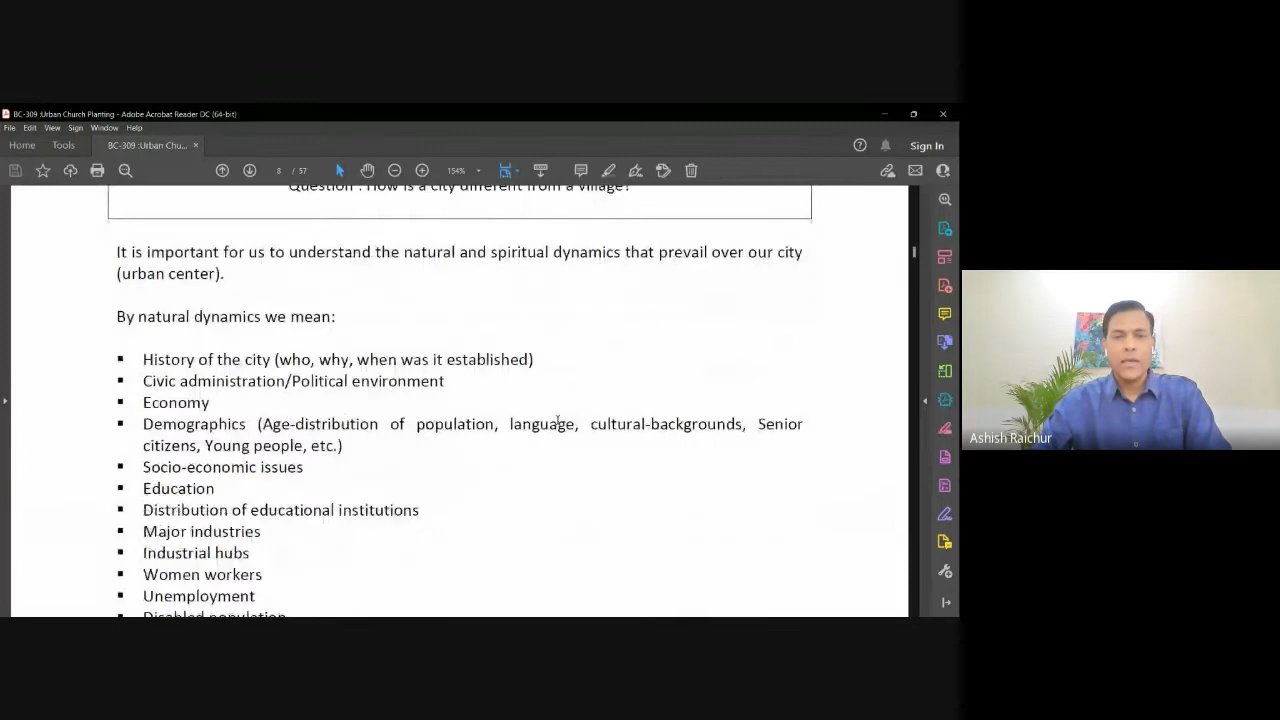 BC-309 :Urban Church Planting - Adobe Acrobat Reader DC (64-bit)
File Edit View Sign Window Help
Home Tools BC-309 :Urban Chu... × Sign In
8 / 57 154%
Question : How is a city different from a village?
It is important for us to understand the natural and spiritual dynamics that prevail over our city
(urban center).
By natural dynamics we mean:
▪ History of the city (who, why, when was it established)
▪ Civic administration/Political environment
▪ Economy
▪ Demographics (Age-distribution of population, language, cultural-backgrounds, Senior
citizens, Young people, etc.)
▪ Socio-economic issues
▪ Education
▪ Distribution of educational institutions
▪ Major industries
▪ Industrial hubs
▪ Women workers
▪ Unemployment
▪ Disabled population
Ashish Raichur